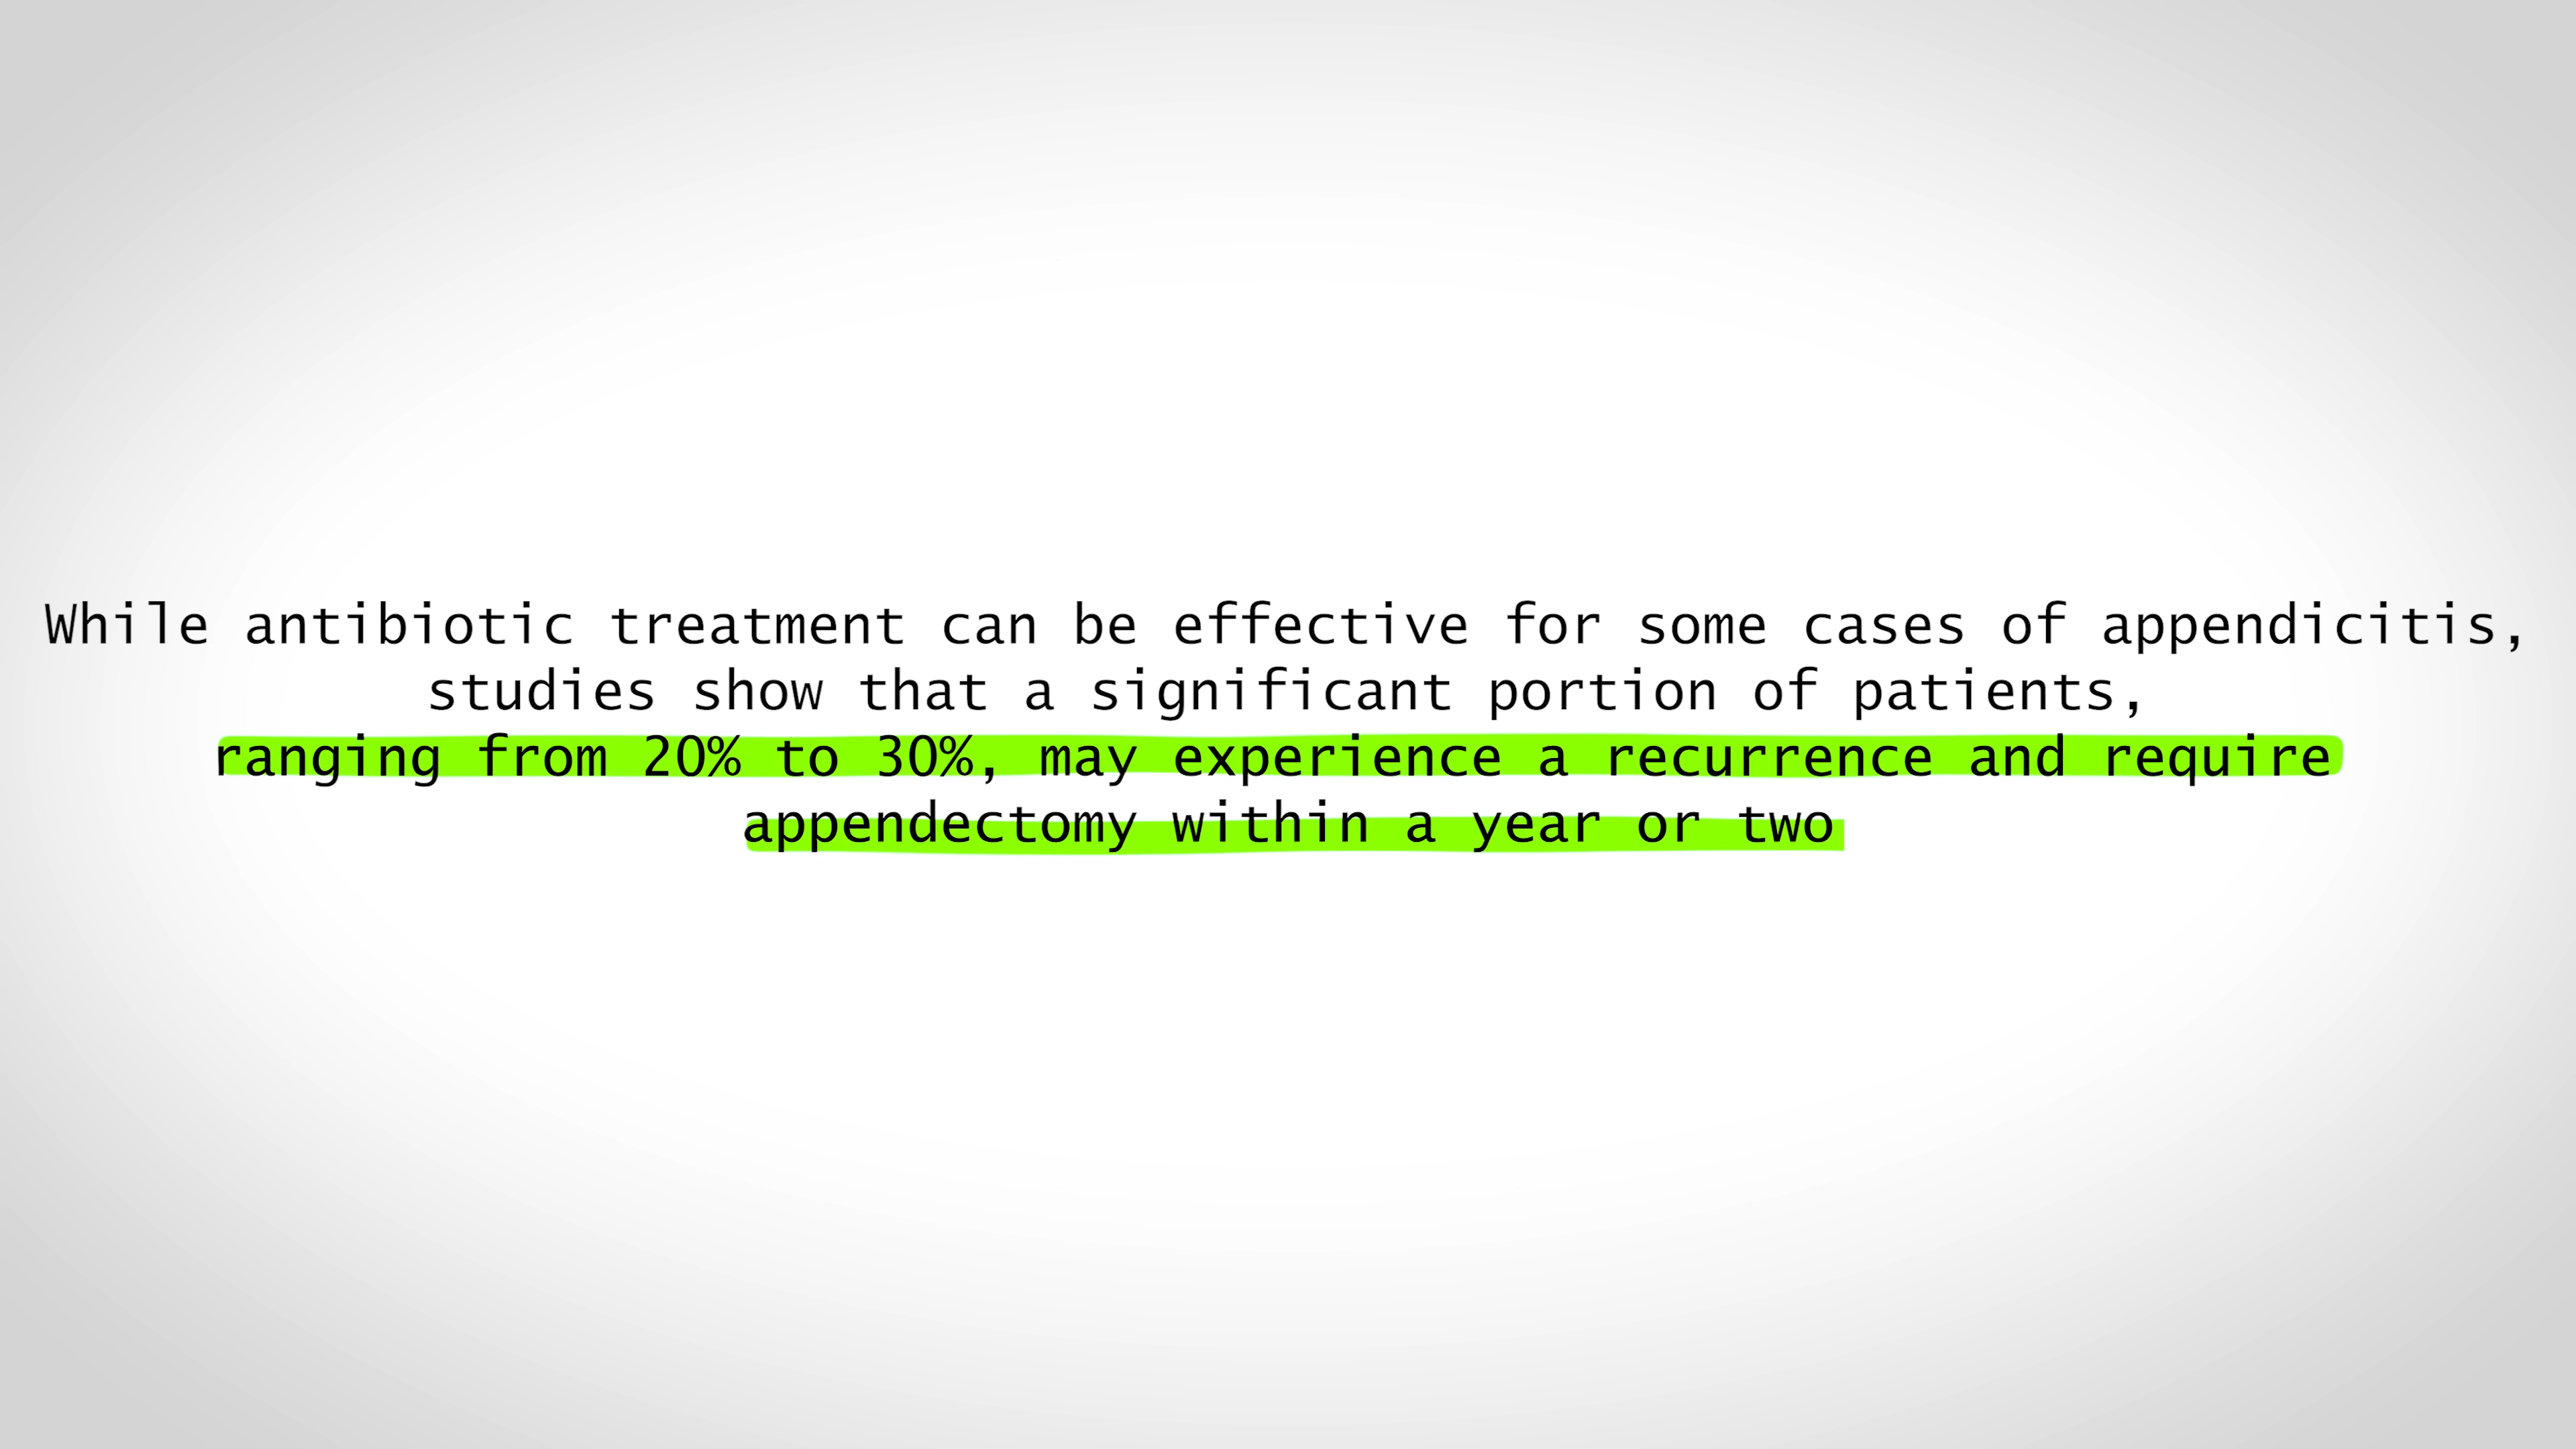 While antibiotic treatment can be effective for some cases of appendicitis,
studies show that a significant portion of patients,
ranging from 20% to 30%, may experience a recurrence and require
appendectomy within a year or two